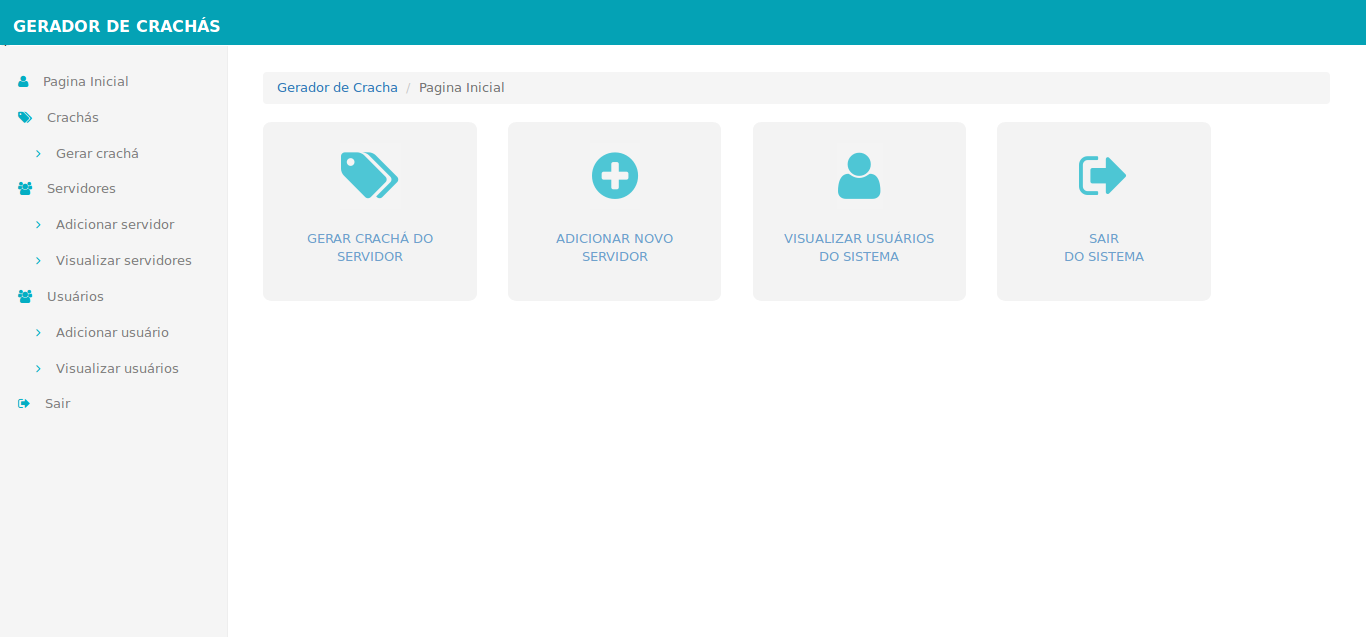 GERADOR DE CRACHÁS
Pagina Inicial
Crachás
Gerar crachá
Servidores
Adicionar servidor
Visualizar servidores
Usuários
Adicionar usuário
Visualizar usuários
Sair
Gerador de Cracha / Pagina Inicial
GERAR CRACHÁ DO
SERVIDOR
ADICIONAR NOVO
SERVIDOR
VISUALIZAR USUÁRIOS
DO SISTEMA
SAIR
DO SISTEMA